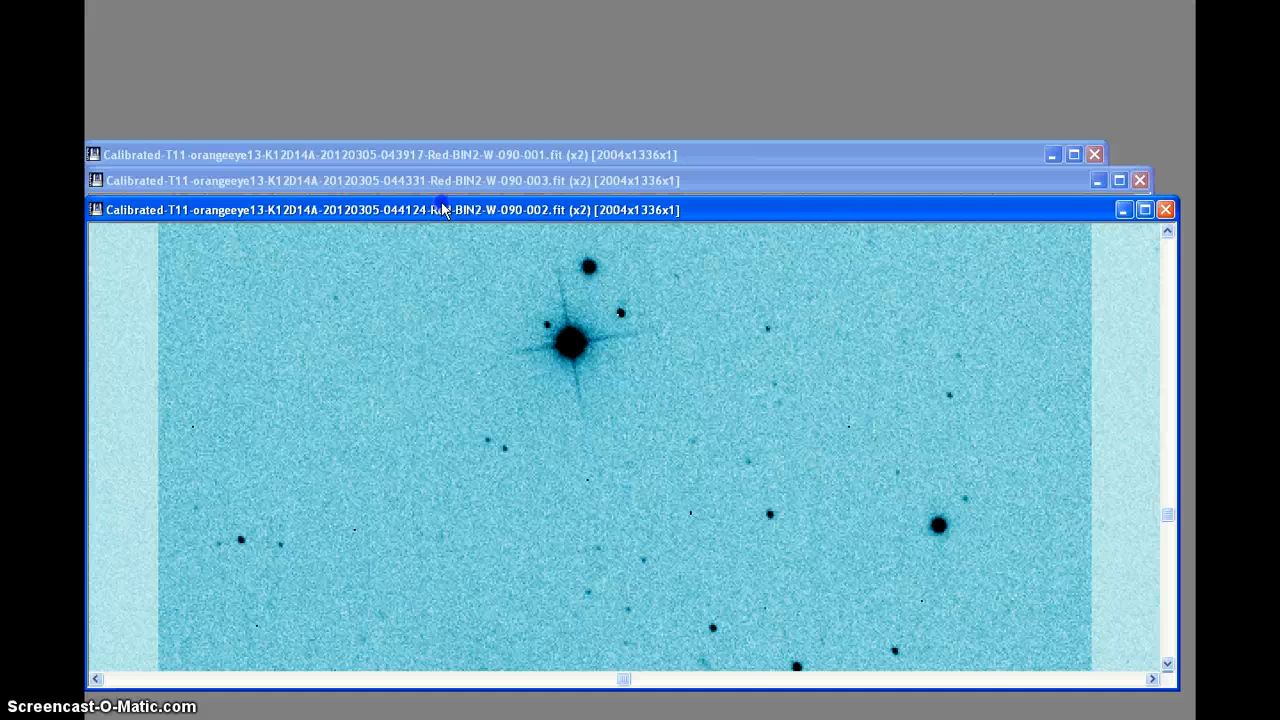 Calibrated-T11-orangeeye13-K12D14A-20120305-043917-Red-BIN2-W-090-001.fit (x2) [2004x1336x1]
Calibrated-T11-orangeeye13-K12D14A-20120305-044331-Red-BIN2-W-090-003.fit (x2) [2004x1336x1]
Calibrated-T11-orangeeye13-K12D14A-20120305-044124-Red-BIN2-W-090-002.fit (x2) [2004x1336x1]
Screencast-O-Matic.com